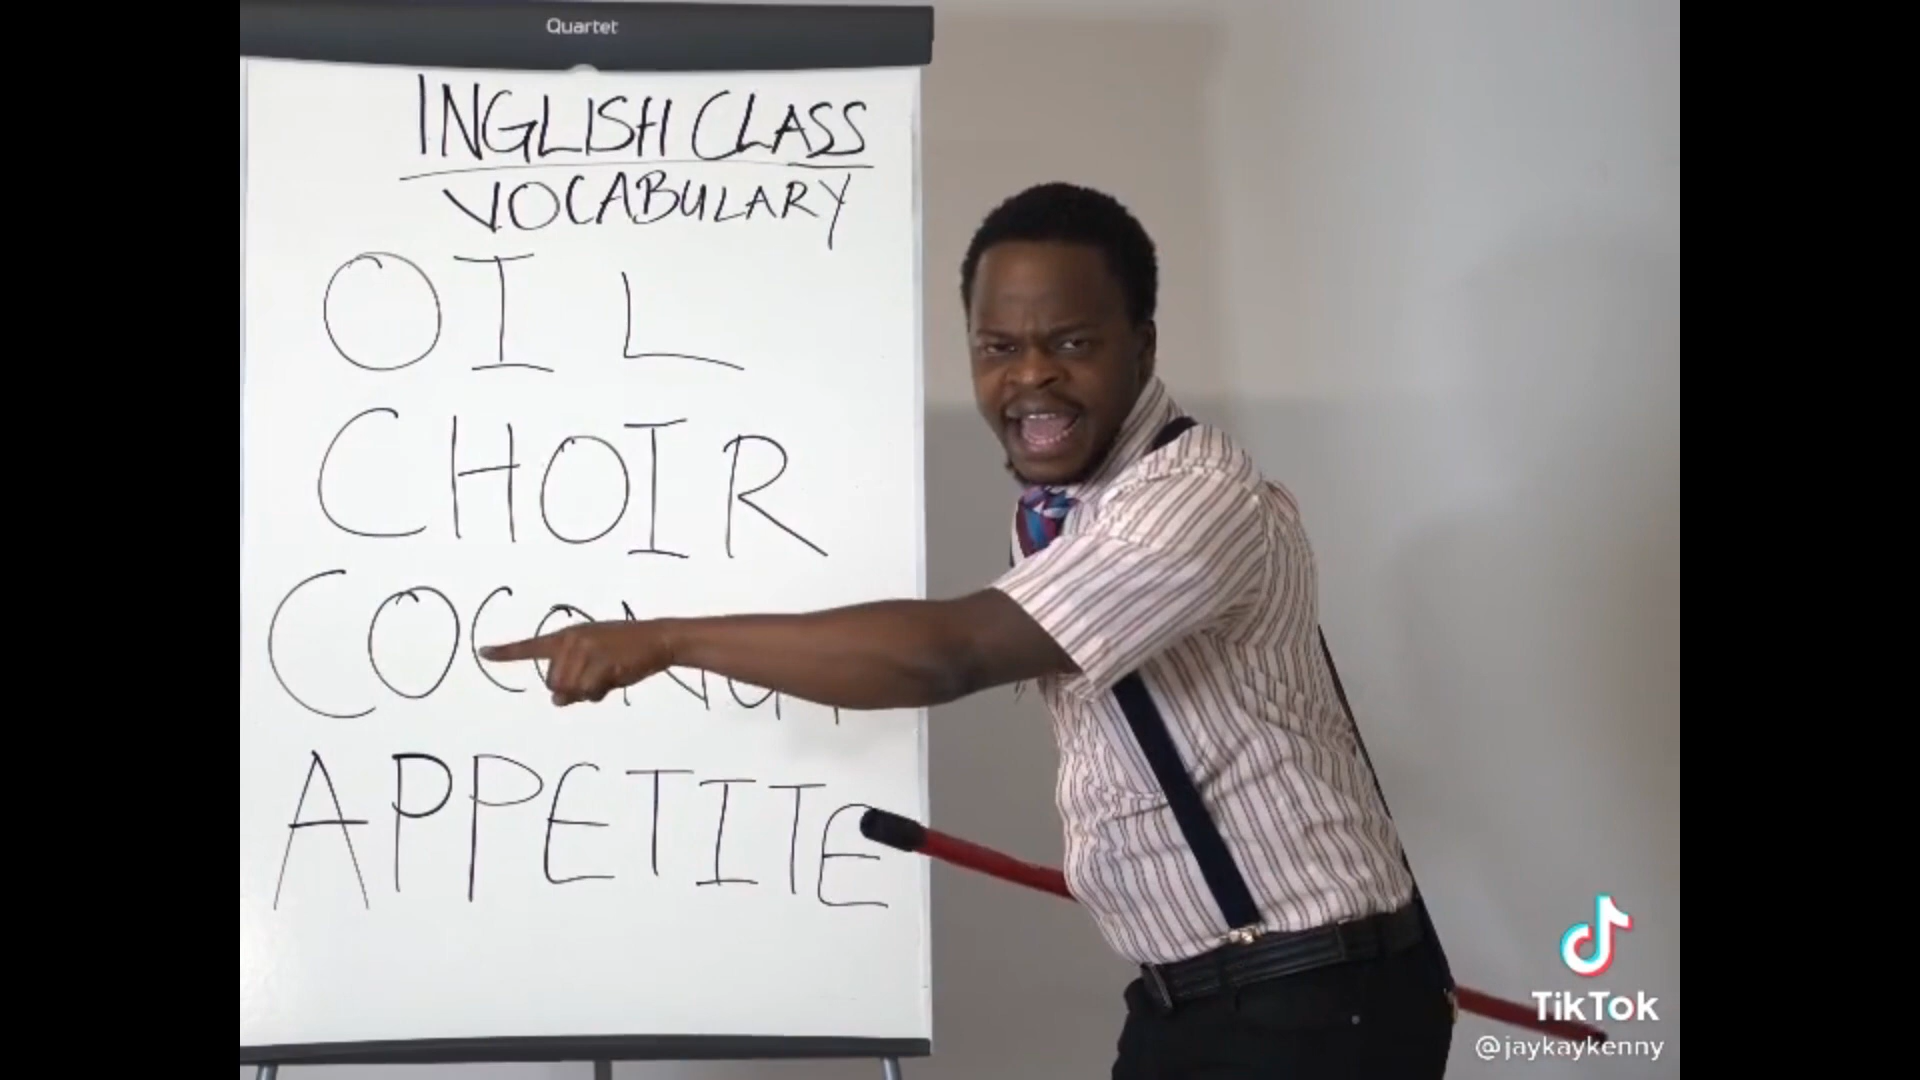 Quartet
INGLISH CLASS
VOCABULARY
OIL
CHOIR
APPETITE
TikTok
@jaykaykenny